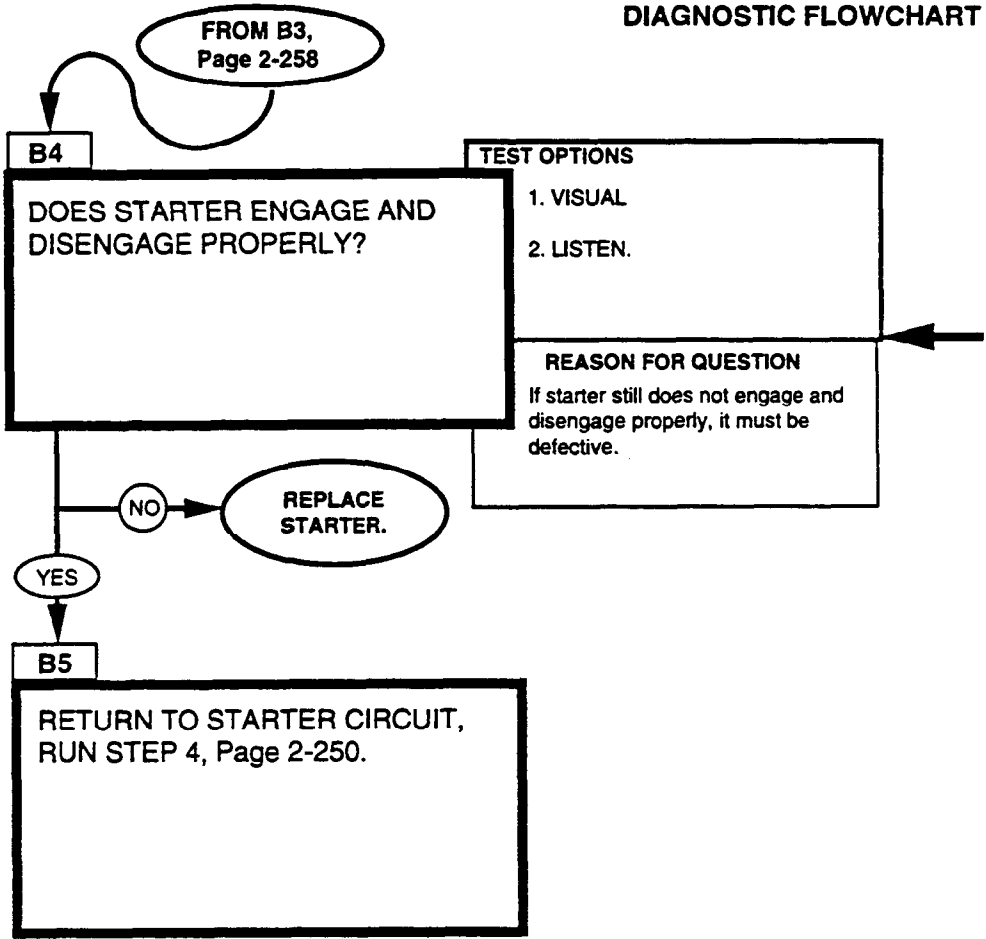 DIAGNOSTIC FLOWCHART
FROM B3,
Page 2-258
B4
DOES STARTER ENGAGE AND
DISENGAGE PROPERLY?
TEST OPTIONS
1. VISUAL
2. LISTEN.
REASON FOR QUESTION
If starter still does not engage and
disengage properly, it must be
defective.
NO
REPLACE
STARTER.
YES
B5
RETURN TO STARTER CIRCUIT,
RUN STEP 4, Page 2-250.